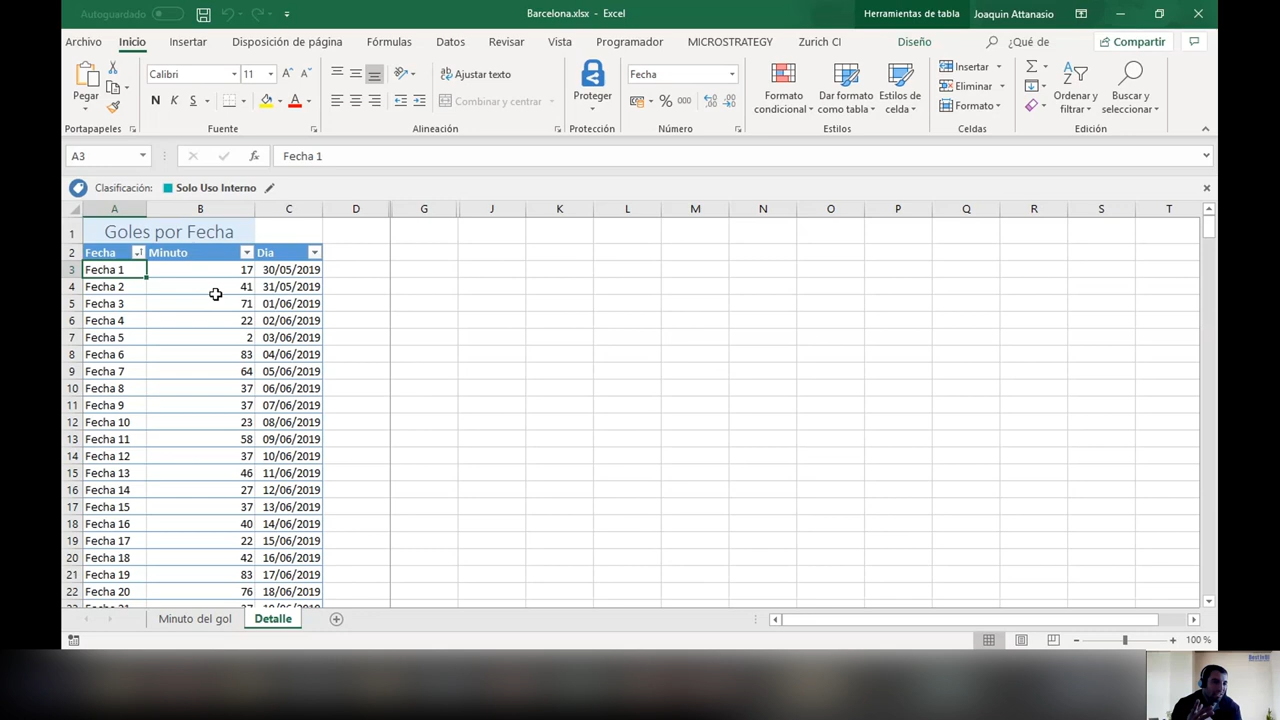 Autoguardado
Barcelona.xlsx - Excel
Herramientas de tabla
Joaquin Attanasio
Archivo Inicio Insertar Disposición de página Fórmulas Datos Revisar Vista Programador MICROSTRATEGY Zurich CI Diseño ¿Qué de Compartir
Pegar
Calibri 11
N K S
Ajustar texto
Combinar y centrar
Proteger
Fecha
% 000
Formato condicional
Dar formato como tabla
Estilos de celda
Insertar
Eliminar
Formato
Ordenar y filtrar
Buscar y seleccionar
Portapapeles Fuente Alineación Protección Número Estilos Celdas Edición
A3 fx Fecha 1
Clasificación: Solo Uso Interno
A B C D G H J K L M N O P Q R S T
1 Goles por Fecha
2 Fecha Minuto Dia
3 Fecha 1 17 30/05/2019
4 Fecha 2 41 31/05/2019
5 Fecha 3 71 01/06/2019
6 Fecha 4 22 02/06/2019
7 Fecha 5 2 03/06/2019
8 Fecha 6 83 04/06/2019
9 Fecha 7 64 05/06/2019
10 Fecha 8 37 06/06/2019
11 Fecha 9 37 07/06/2019
12 Fecha 10 23 08/06/2019
13 Fecha 11 58 09/06/2019
14 Fecha 12 37 10/06/2019
15 Fecha 13 46 11/06/2019
16 Fecha 14 27 12/06/2019
17 Fecha 15 37 13/06/2019
18 Fecha 16 40 14/06/2019
19 Fecha 17 22 15/06/2019
20 Fecha 18 42 16/06/2019
21 Fecha 19 83 17/06/2019
22 Fecha 20 76 18/06/2019
Minuto del gol Detalle
100 %